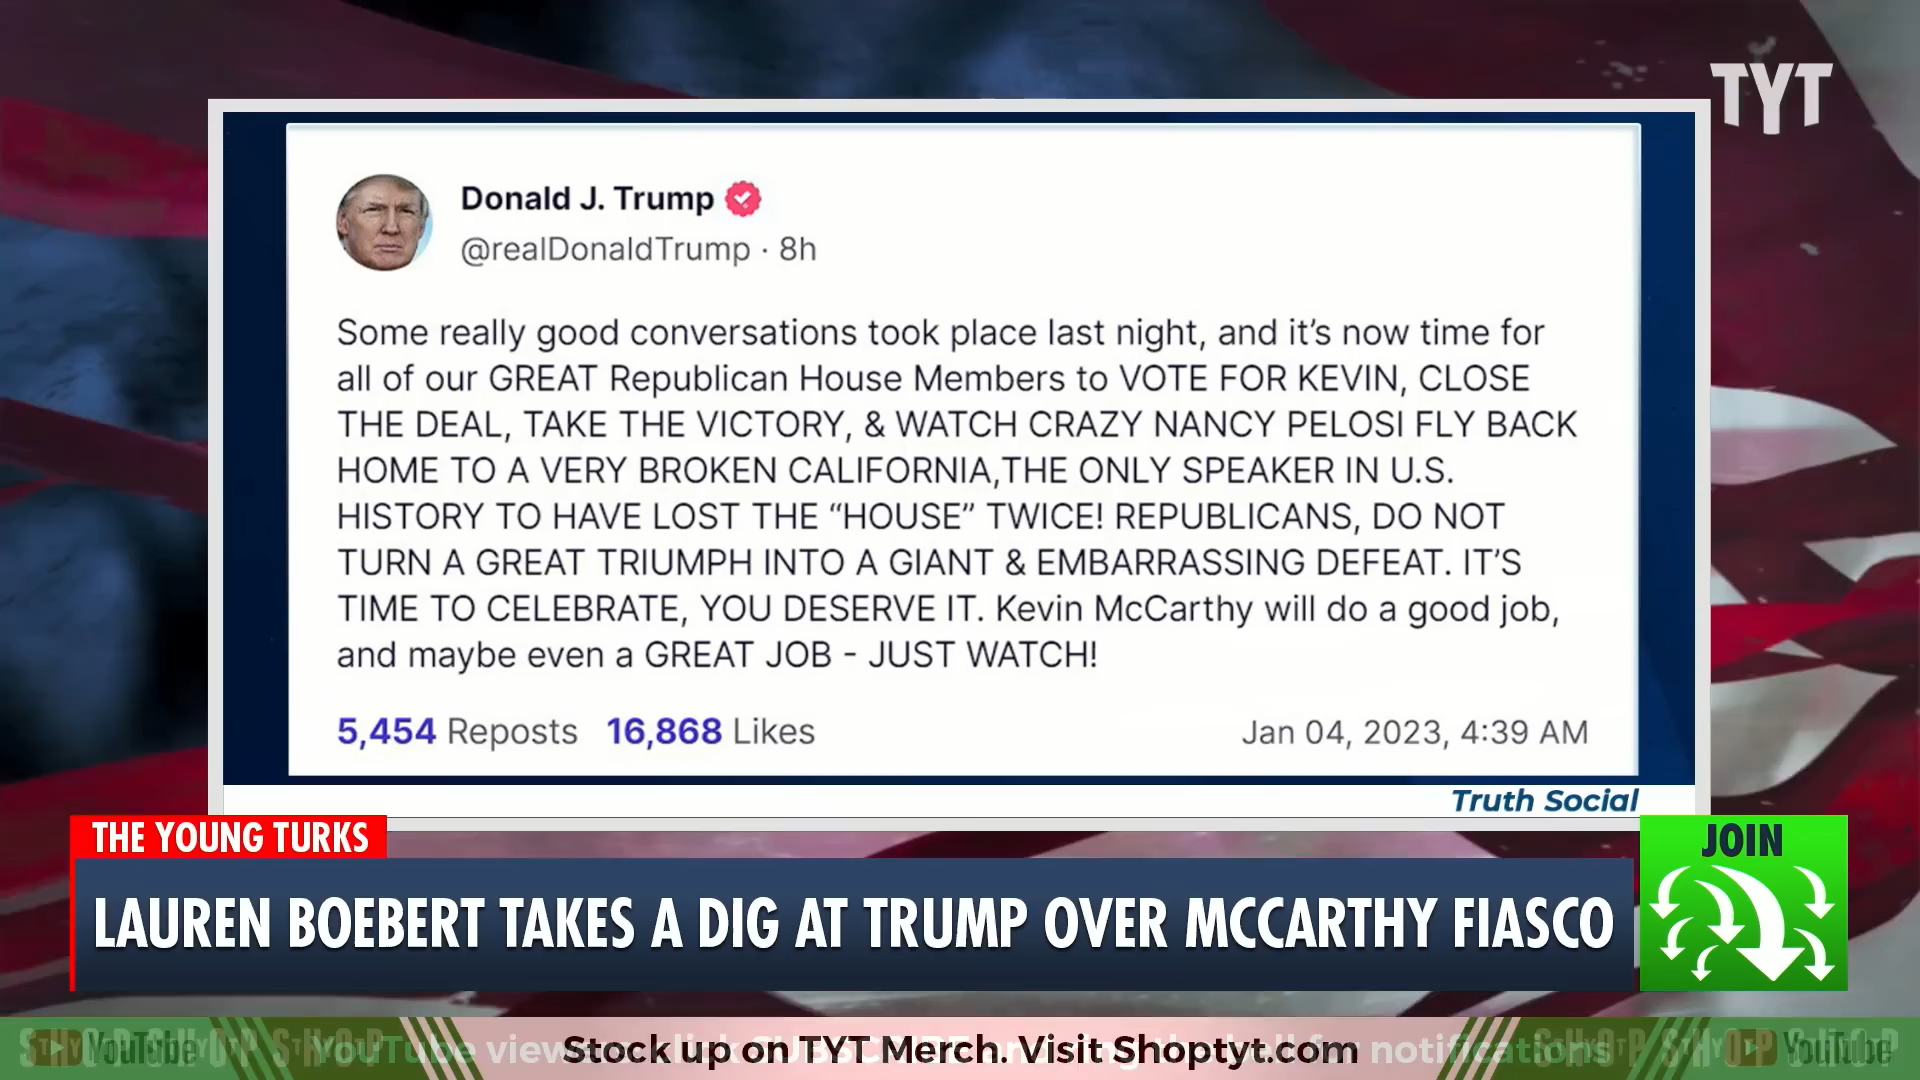 TYT
Donald J. Trump
@realDonaldTrump · 8h
Some really good conversations took place last night, and it’s now time for
all of our GREAT Republican House Members to VOTE FOR KEVIN, CLOSE
THE DEAL, TAKE THE VICTORY, & WATCH CRAZY NANCY PELOSI FLY BACK
HOME TO A VERY BROKEN CALIFORNIA,THE ONLY SPEAKER IN U.S.
HISTORY TO HAVE LOST THE “HOUSE” TWICE! REPUBLICANS, DO NOT
TURN A GREAT TRIUMPH INTO A GIANT & EMBARRASSING DEFEAT. IT’S
TIME TO CELEBRATE, YOU DESERVE IT. Kevin McCarthy will do a good job,
and maybe even a GREAT JOB - JUST WATCH!
5,454 Reposts 16,868 Likes Jan 04, 2023, 4:39 AM
Truth Social
THE YOUNG TURKS
JOIN
LAUREN BOEBERT TAKES A DIG AT TRUMP OVER MCCARTHY FIASCO
Stock up on TYT Merch. Visit Shoptyt.com